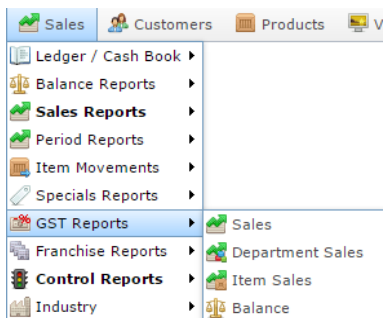 Sales Customers Products V
Ledger / Cash Book
Balance Reports
Sales Reports
Period Reports
Item Movements
Specials Reports
GST Reports
Sales
Franchise Reports
Department Sales
Control Reports
Item Sales
Industry
Balance